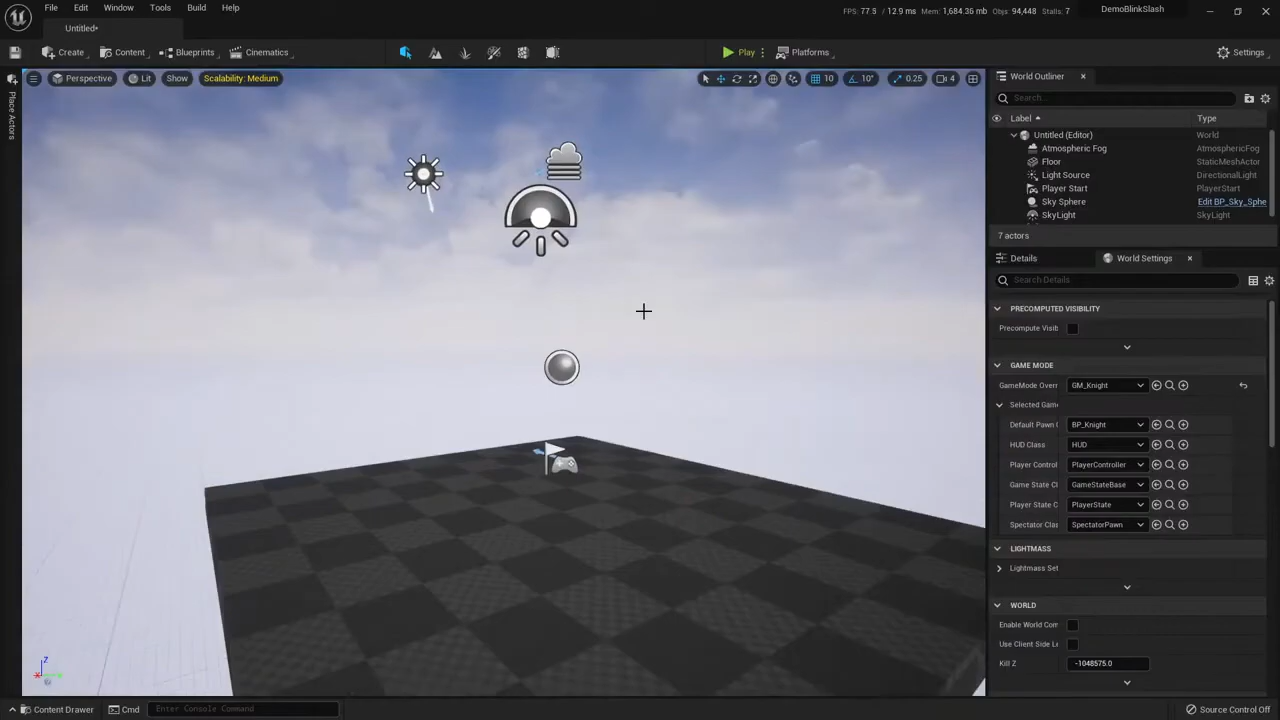 File Edit Window Tools Build Help
FPS: 77.5 / 12.9 ms Mem: 1,684.36 mb Objs: 94,448 Stalls: 7
DemoBlinkSlash
Untitled*
Create Content Blueprints Cinematics Play Platforms Settings
Perspective Lit Show Scalability: Medium 10 10° 0.25 4
Place Actors
World Outliner
Search...
Label Type
Untitled (Editor) World
Atmospheric Fog AtmosphericFog
Floor StaticMeshActor
Light Source DirectionalLight
Player Start PlayerStart
Sky Sphere Edit BP_Sky_Sphe
SkyLight SkyLight
7 actors
Details World Settings
Search Details
PRECOMPUTED VISIBILITY
Precompute Visib
GAME MODE
GameMode Overr GM_Knight
Selected Game
Default Pawn BP_Knight
HUD Class HUD
Player Control PlayerController
Game State Cl GameStateBase
Player State C PlayerState
Spectator Clas SpectatorPawn
LIGHTMASS
Lightmass Set
WORLD
Enable World Com
Use Client Side Le
Kill Z -1048575.0
Z
X
Content Drawer Cmd Enter Console Command Source Control Off